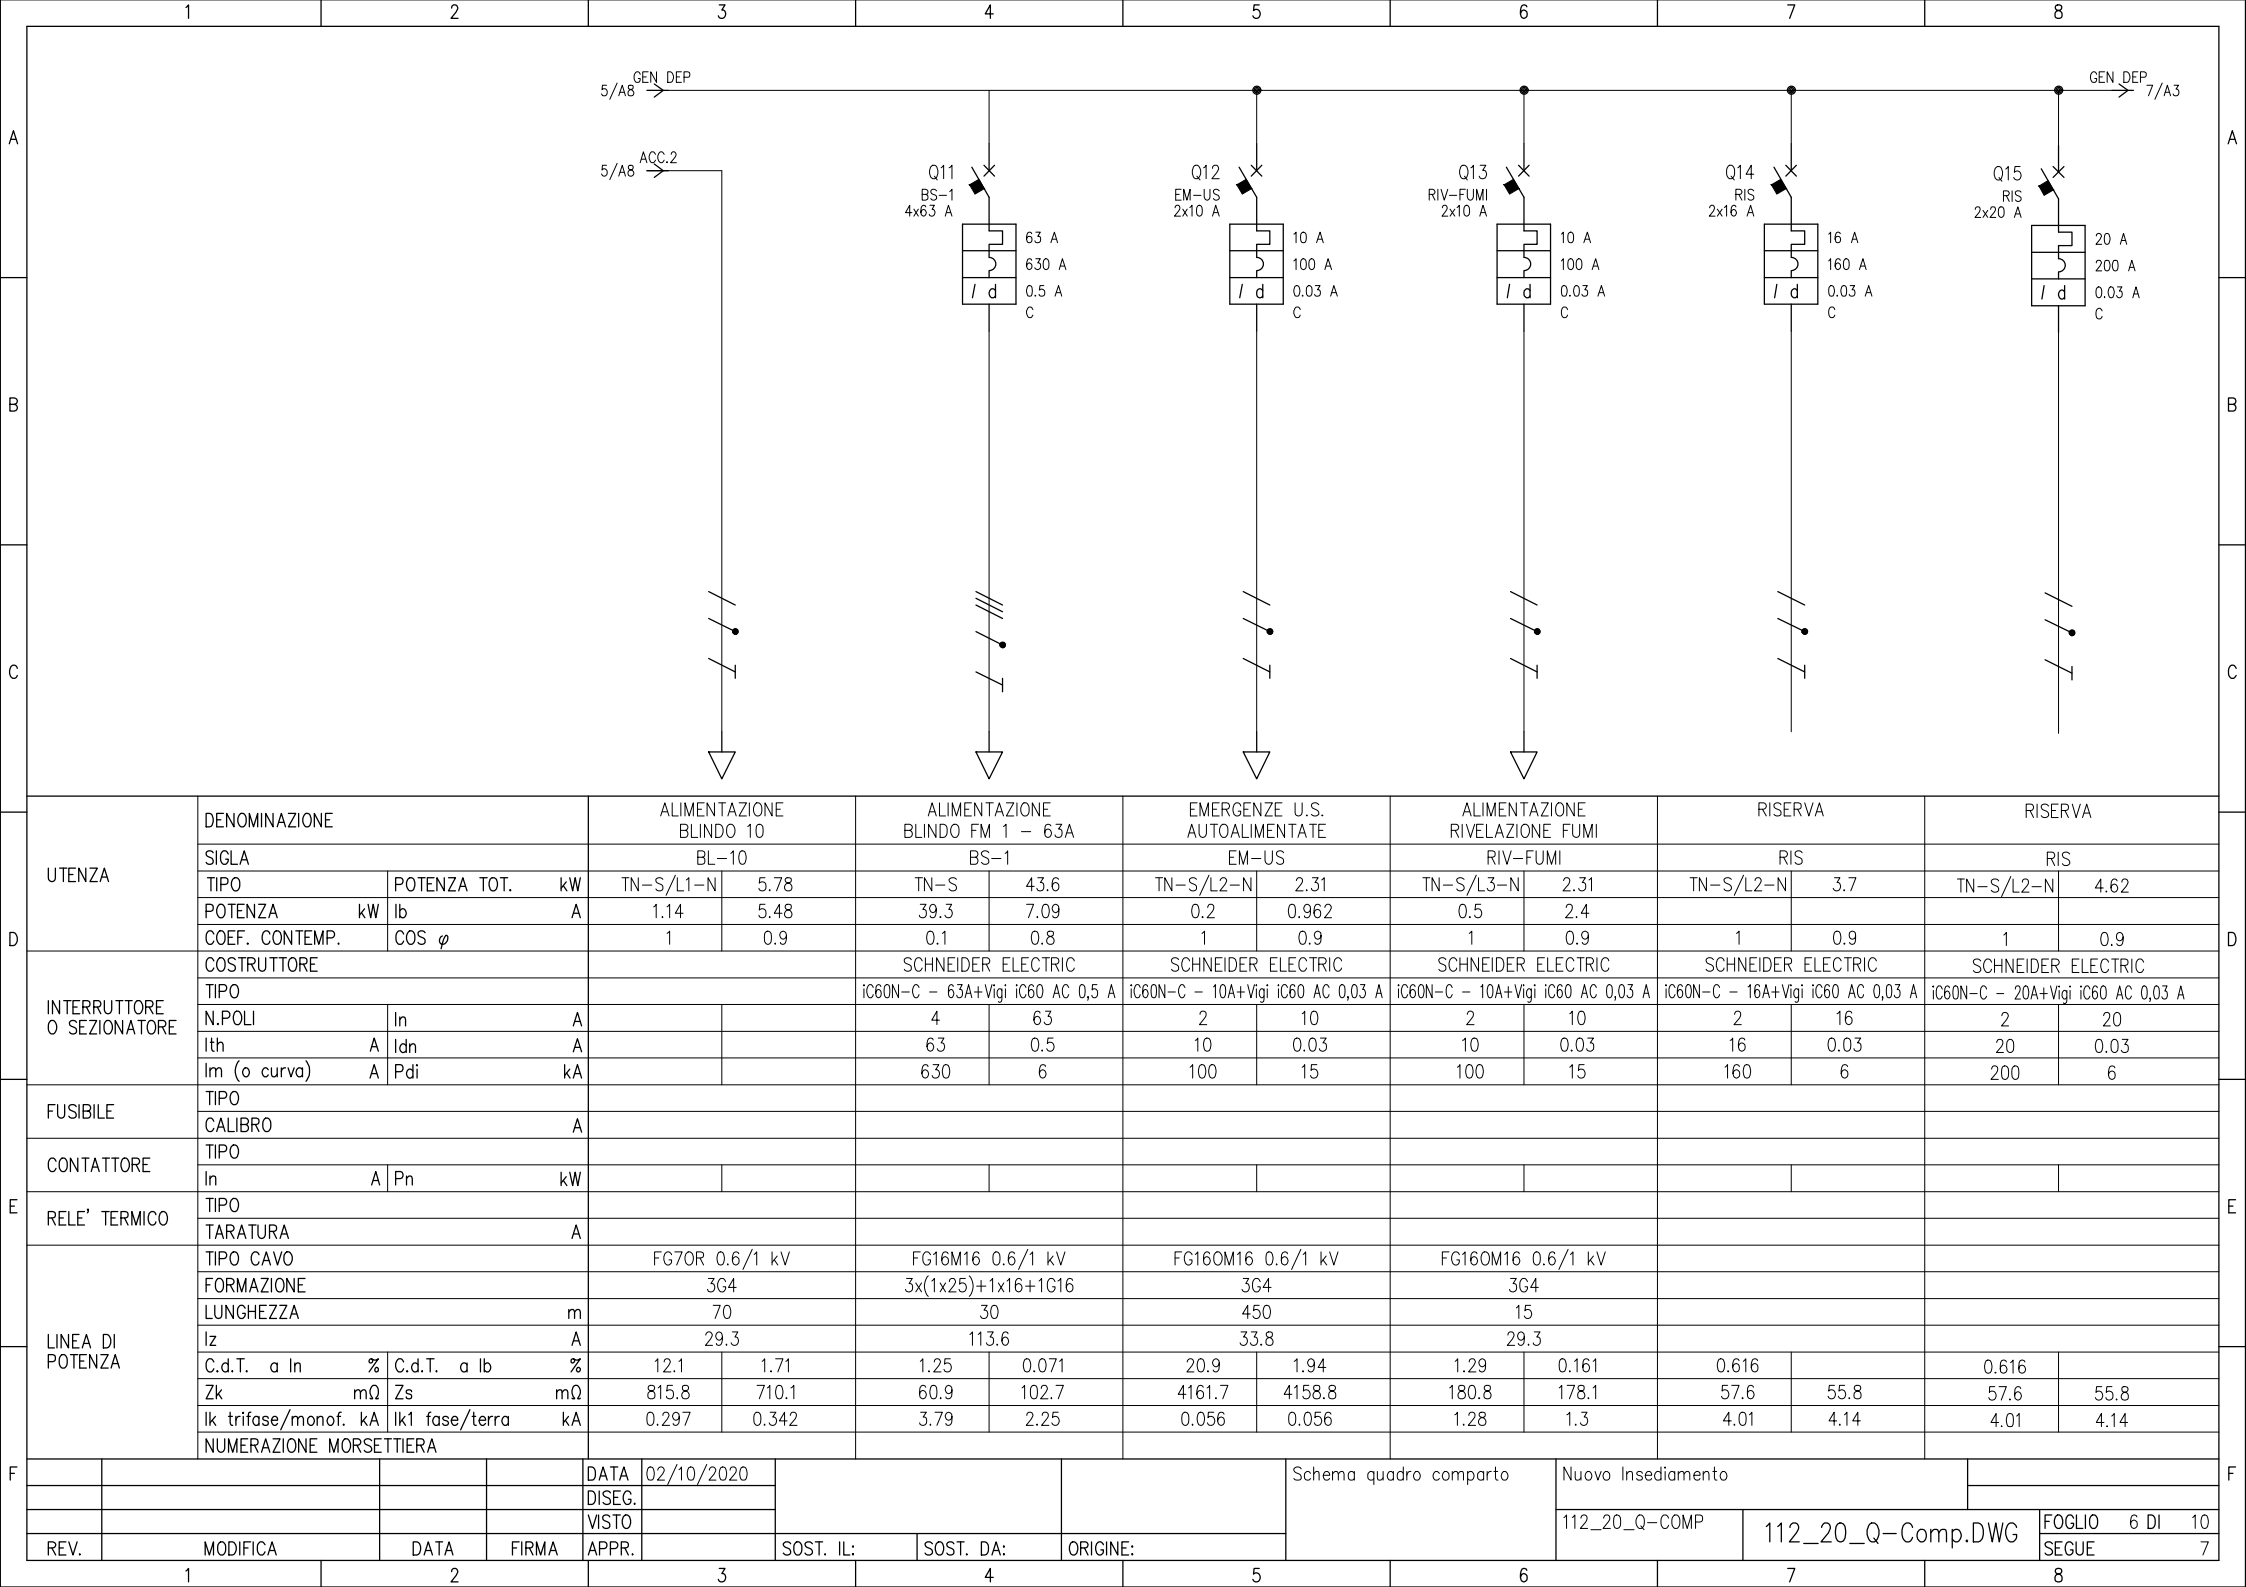 1 2 3 4 5 6 7 8
GEN DEP
5/A8
GEN DEP
7/A3
A A
ACC.2
5/A8
Q11
BS-1
4x63 A
63 A
630 A
I d 0.5 A
C
Q12
EM-US
2x10 A
10 A
100 A
I d 0.03 A
C
Q13
RIV-FUMI
2x10 A
10 A
100 A
I d 0.03 A
C
Q14
RIS
2x16 A
16 A
160 A
I d 0.03 A
C
Q15
RIS
2x20 A
20 A
200 A
I d 0.03 A
C
B B
C C
D D
E E
F F
UTENZA
DENOMINAZIONE
ALIMENTAZIONE
BLINDO 10
ALIMENTAZIONE
BLINDO FM 1 - 63A
EMERGENZE U.S.
AUTOALIMENTATE
ALIMENTAZIONE
RIVELAZIONE FUMI
RISERVA
RISERVA
SIGLA BL-10 BS-1 EM-US RIV-FUMI RIS RIS
TIPO POTENZA TOT. kW TN-S/L1-N 5.78 TN-S 43.6 TN-S/L2-N 2.31 TN-S/L3-N 2.31 TN-S/L2-N 3.7 TN-S/L2-N 4.62
POTENZA kW Ib A 1.14 5.48 39.3 7.09 0.2 0.962 0.5 2.4
COEF. CONTEMP. COS φ 1 0.9 0.1 0.8 1 0.9 1 0.9 1 0.9 1 0.9
INTERRUTTORE
O SEZIONATORE
COSTRUTTORE SCHNEIDER ELECTRIC SCHNEIDER ELECTRIC SCHNEIDER ELECTRIC SCHNEIDER ELECTRIC SCHNEIDER ELECTRIC
TIPO iC60N-C - 63A+Vigi iC60 AC 0,5 A iC60N-C - 10A+Vigi iC60 AC 0,03 A iC60N-C - 10A+Vigi iC60 AC 0,03 A iC60N-C - 16A+Vigi iC60 AC 0,03 A iC60N-C - 20A+Vigi iC60 AC 0,03 A
N.POLI In A 4 63 2 10 2 10 2 16 2 20
Ith A Idn A 63 0.5 10 0.03 10 0.03 16 0.03 20 0.03
Im (o curva) A Pdi kA 630 6 100 15 100 15 160 6 200 6
FUSIBILE
TIPO
CALIBRO A
CONTATTORE
TIPO
In A Pn kW
RELE' TERMICO
TIPO
TARATURA A
LINEA DI
POTENZA
TIPO CAVO FG7OR 0.6/1 kV FG16M16 0.6/1 kV FG16OM16 0.6/1 kV FG16OM16 0.6/1 kV
FORMAZIONE 3G4 3x(1x25)+1x16+1G16 3G4 3G4
LUNGHEZZA m 70 30 450 15
Iz A 29.3 113.6 33.8 29.3
C.d.T. a In % C.d.T. a Ib % 12.1 1.71 1.25 0.071 20.9 1.94 1.29 0.161 0.616 0.616
Zk mΩ Zs mΩ 815.8 710.1 60.9 102.7 4161.7 4158.8 180.8 178.1 57.6 55.8 57.6 55.8
Ik trifase/monof. kA Ik1 fase/terra kA 0.297 0.342 3.79 2.25 0.056 0.056 1.28 1.3 4.01 4.14 4.01 4.14
NUMERAZIONE MORSETTIERA
DATA 02/10/2020
DISEG.
VISTO
REV. MODIFICA DATA FIRMA APPR. SOST. IL: SOST. DA: ORIGINE:
Schema quadro comparto
Nuovo Insediamento
112_20_Q-COMP
112_20_Q-Comp.DWG
FOGLIO 6 DI 10
SEGUE 7
1 2 3 4 5 6 7 8